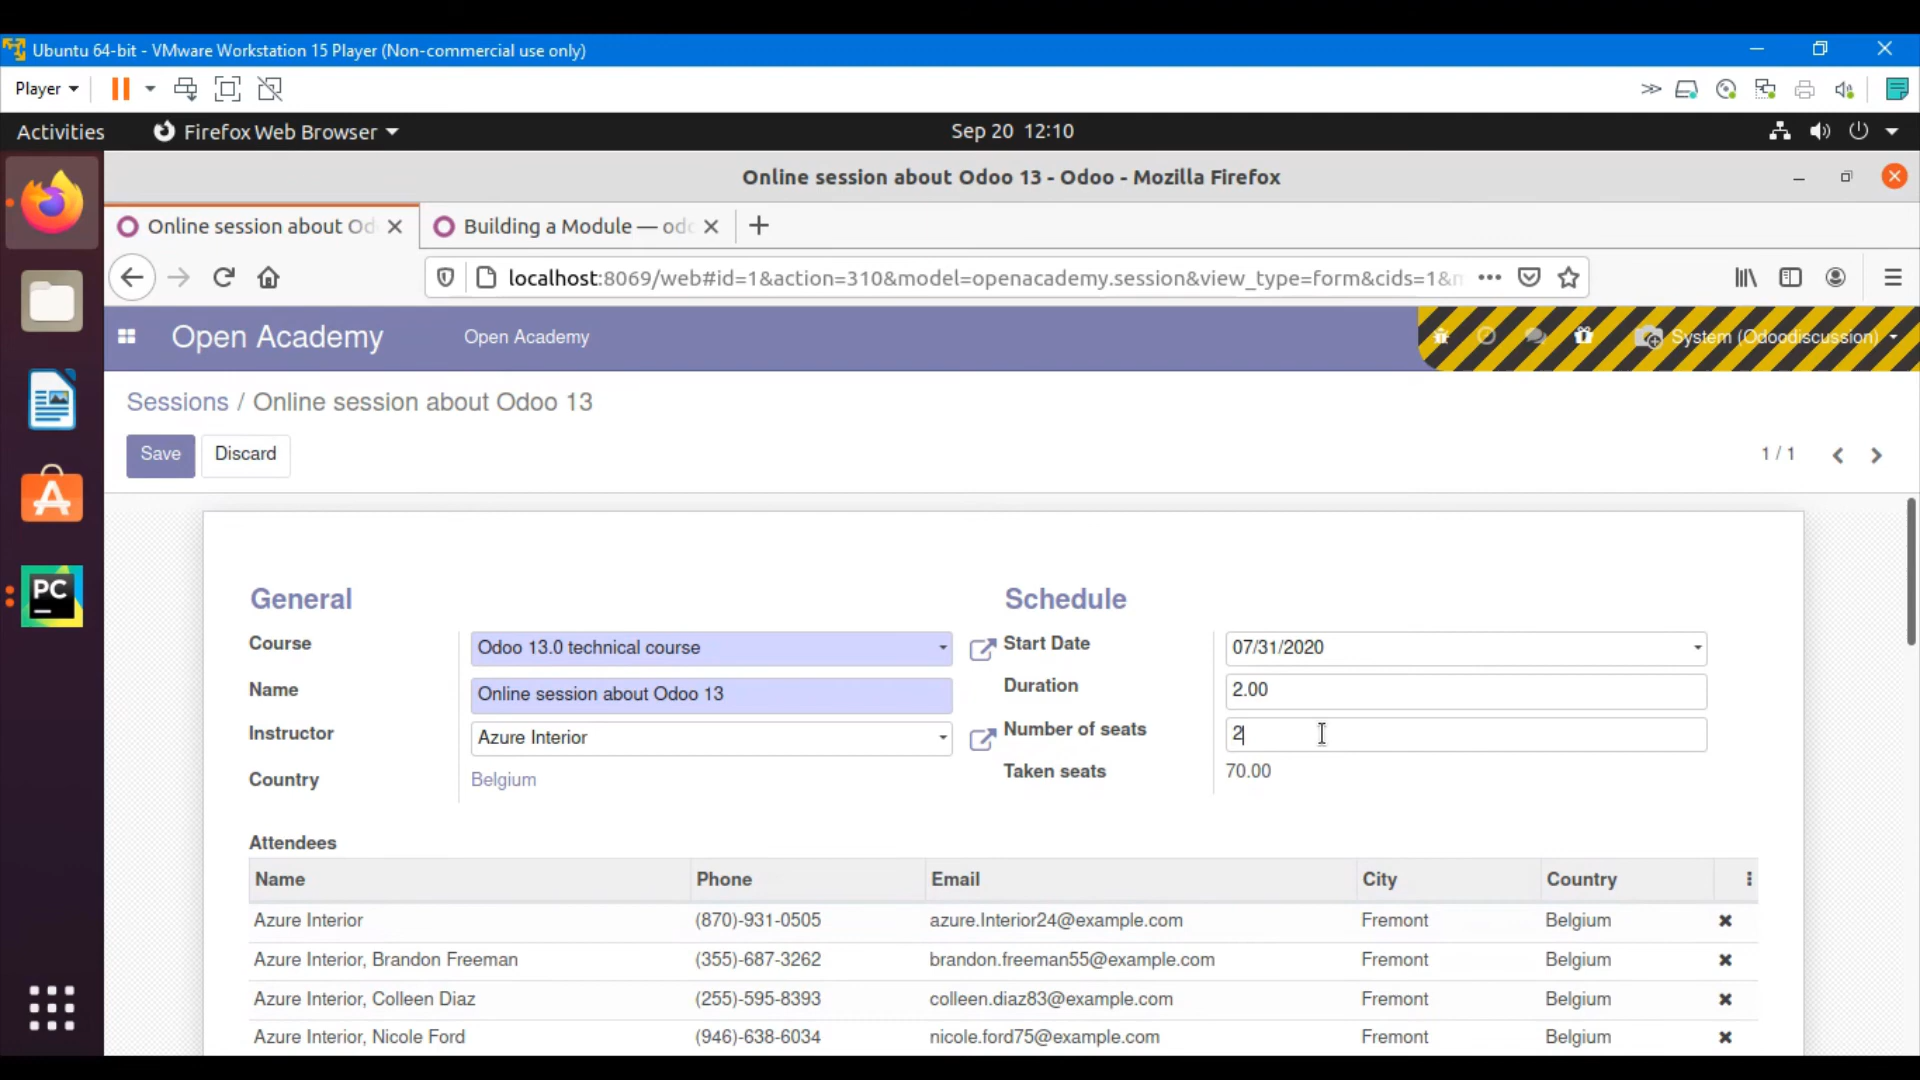 Ubuntu 64-bit - VMware Workstation 15 Player (Non-commercial use only)
Player
Activities
Firefox Web Browser
Sep 20 12:10
Online session about Odoo 13 - Odoo - Mozilla Firefox
Online session about Od
Building a Module — od
localhost:8069/web#id=1&action=310&model=openacademy.session&view_type=form&cids=1&
Open Academy
Open Academy
System (Odoodiscussion)
Sessions / Online session about Odoo 13
Save
Discard
1 / 1
General
Schedule
Course
Odoo 13.0 technical course
Start Date
07/31/2020
Duration
2.00
Name
Online session about Odoo 13
Number of seats
2
Instructor
Azure Interior
Taken seats
70.00
Country
Belgium
Attendees
Name Phone Email City Country
Azure Interior (870)-931-0505 azure.Interior24@example.com Fremont Belgium
Azure Interior, Brandon Freeman (355)-687-3262 brandon.freeman55@example.com Fremont Belgium
Azure Interior, Colleen Diaz (255)-595-8393 colleen.diaz83@example.com Fremont Belgium
Azure Interior, Nicole Ford (946)-638-6034 nicole.ford75@example.com Fremont Belgium
PC